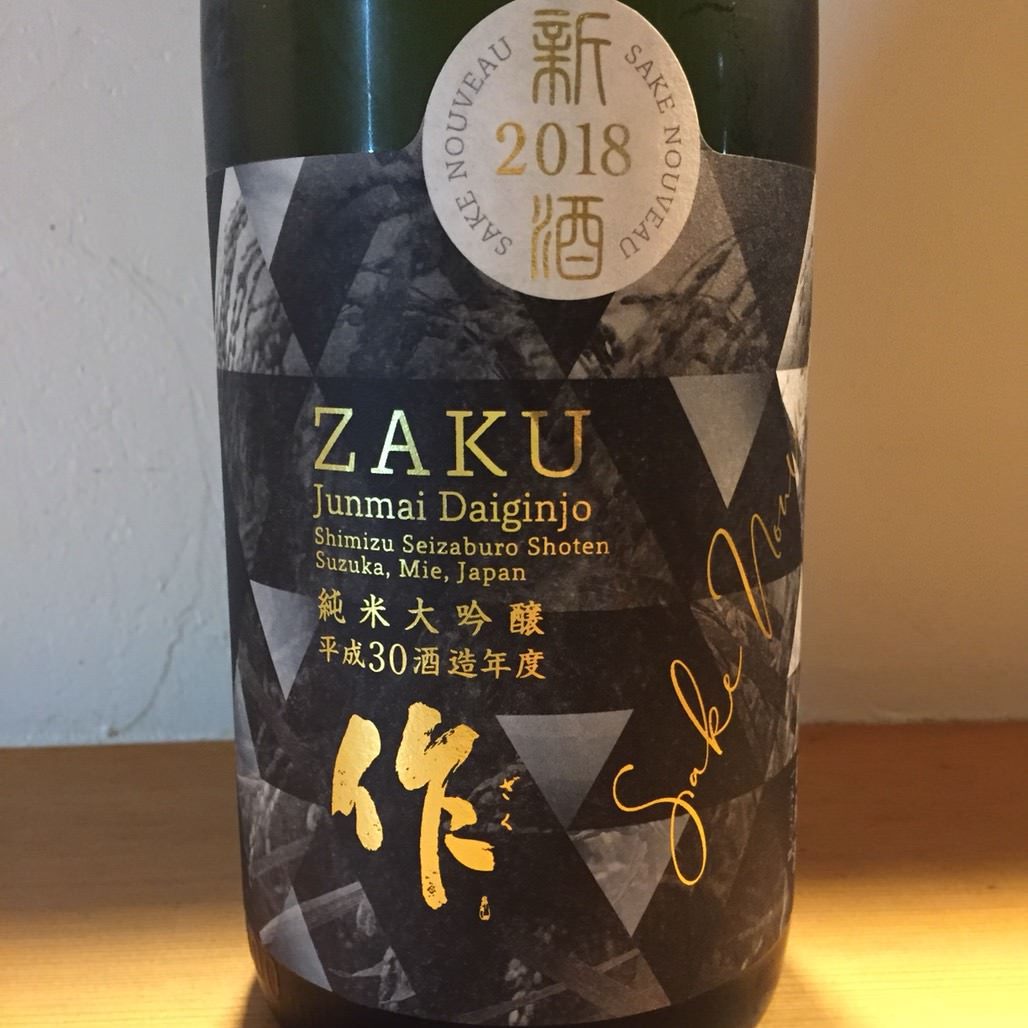 新
SAKE NOUVEAU
2018
SAKE NOUVEAU
酒
ZAKU
Junmai Daiginjo
Shimizu Seizaburo Shoten
Suzuka, Mie, Japan
純米大吟醸
平成30酒造年度
作
ざく
Sake